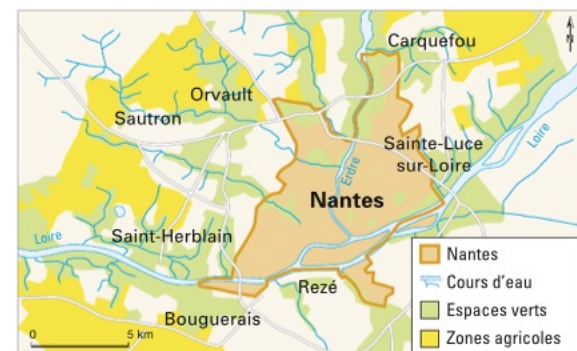 N
Carquefou
Orvault
Sautron
Sainte-Luce
sur-Loire
Loire
Erdre
Nantes
Loire
Saint-Herblain
Rezé
Bouguerais
0 5 km
Nantes
Cours d'eau
Espaces verts
Zones agricoles